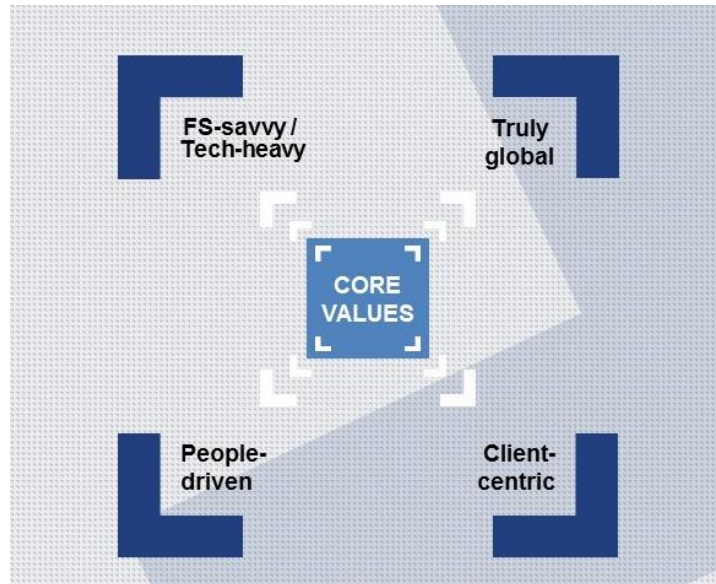 FS-savvy /
Tech-heavy
Truly
global
CORE
VALUES
People-
driven
Client-
centric